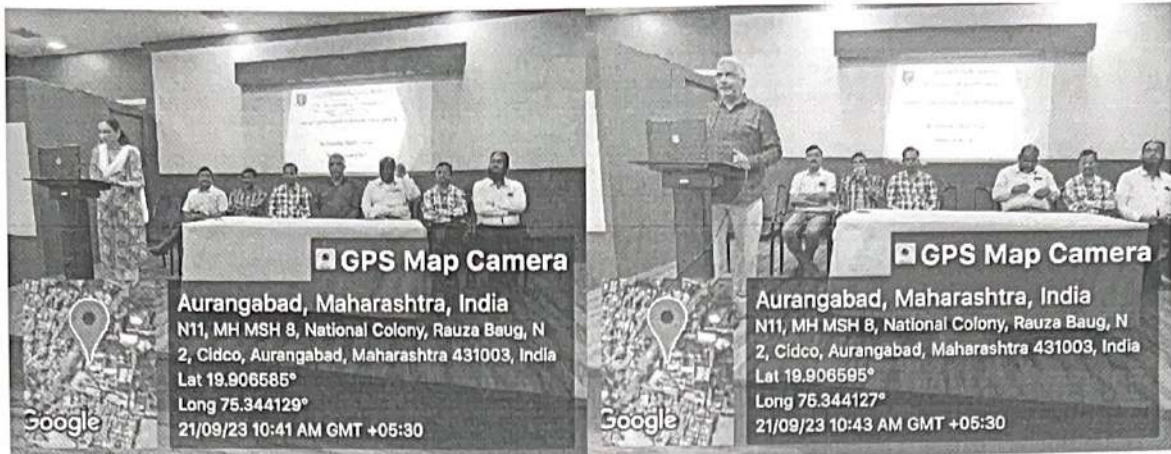 GPS Map Camera
Aurangabad, Maharashtra, India
N11, MH MSH 8, National Colony, Rauza Baug, N
2, Cidco, Aurangabad, Maharashtra 431003, India
Lat 19.906585°
Long 75.344129°
21/09/23 10:41 AM GMT +05:30
Google
GPS Map Camera
Aurangabad, Maharashtra, India
N11, MH MSH 8, National Colony, Rauza Baug, N
2, Cidco, Aurangabad, Maharashtra 431003, India
Lat 19.906595°
Long 75.344127°
21/09/23 10:43 AM GMT +05:30
Google